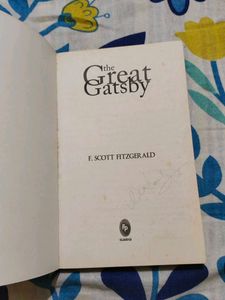 the
Great
Gatsby
F. SCOTT FITZGERALD